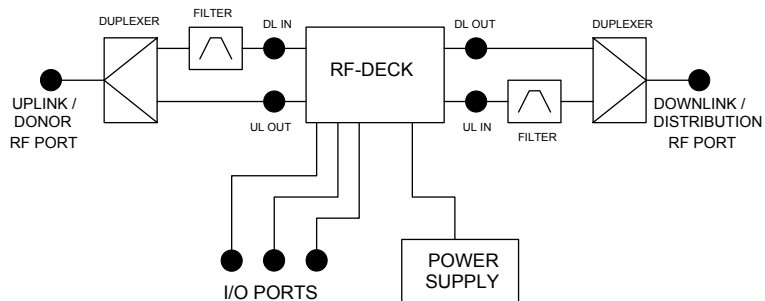 DUPLEXER
FILTER
DL IN
DL OUT
DUPLEXER
RF-DECK
UPLINK /
DONOR
RF PORT
UL OUT
UL IN
FILTER
DOWNLINK /
DISTRIBUTION
RF PORT
I/O PORTS
POWER
SUPPLY